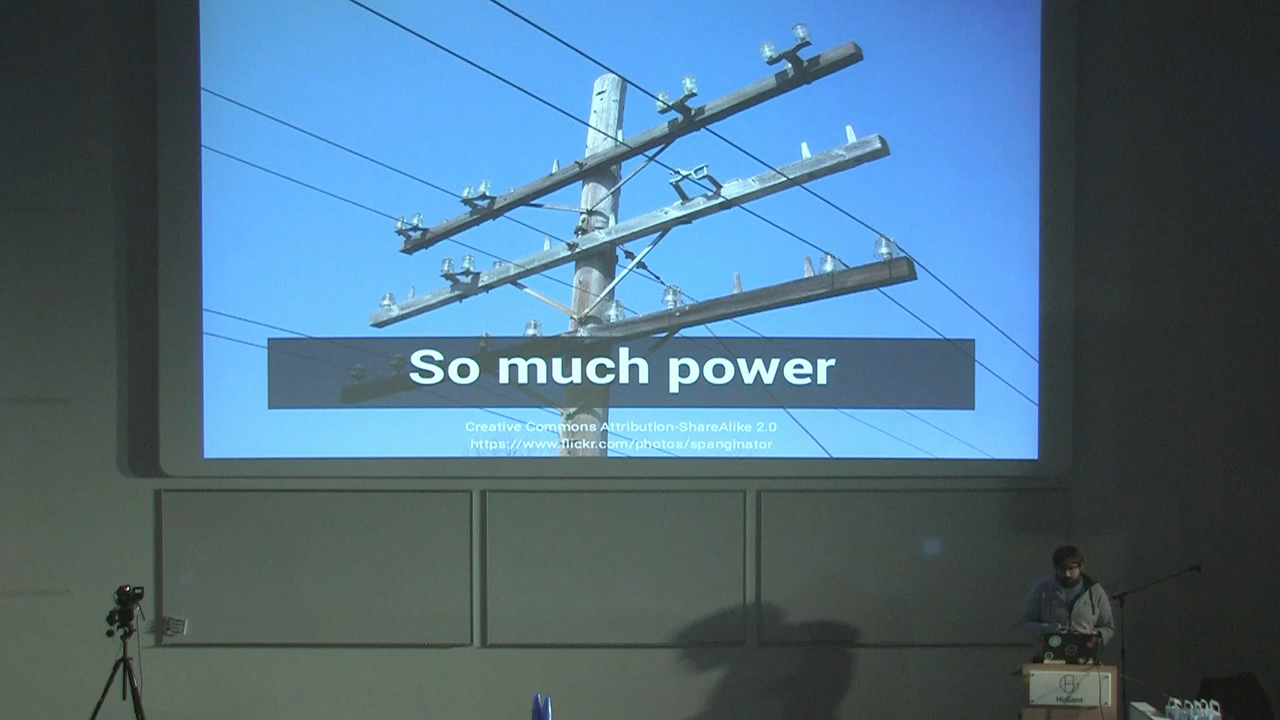 So much power
Creative Commons Attribution-ShareAlike 2.0
https://www.flickr.com/photos/spanginator
HoGent